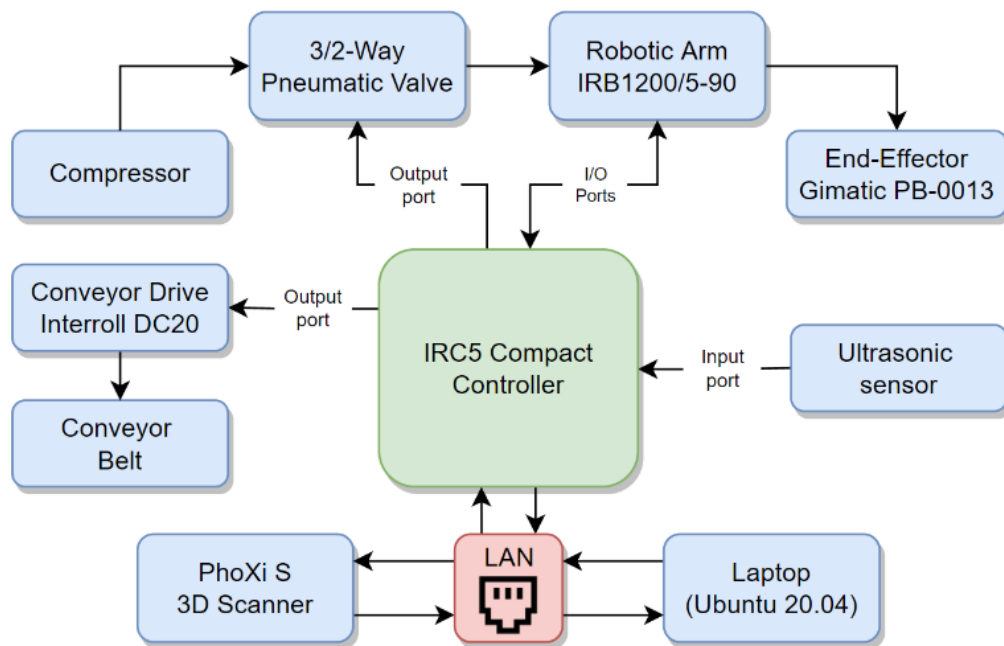 3/2-Way
Pneumatic Valve
Robotic Arm
IRB1200/5-90
Compressor
End-Effector
Gimatic PB-0013
Output
port
I/O
Ports
Conveyor Drive
Interroll DC20
Output
port
IRC5 Compact
Controller
Input
port
Ultrasonic
sensor
Conveyor
Belt
PhoXi S
3D Scanner
LAN
Laptop
(Ubuntu 20.04)